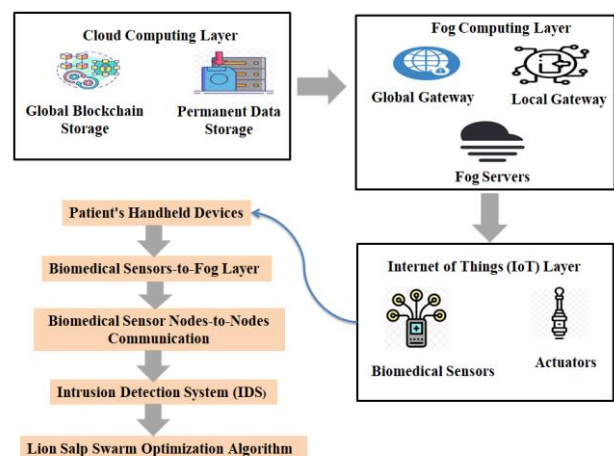 Cloud Computing Layer
Global Blockchain
Storage
Permanent Data
Storage
Fog Computing Layer
Global Gateway
Local Gateway
Fog Servers
Internet of Things (IoT) Layer
Biomedical Sensors
Actuators
Patient's Handheld Devices
Biomedical Sensors-to-Fog Layer
Biomedical Sensor Nodes-to-Nodes
Communication
Intrusion Detection System (IDS)
Lion Salp Swarm Optimization Algorithm